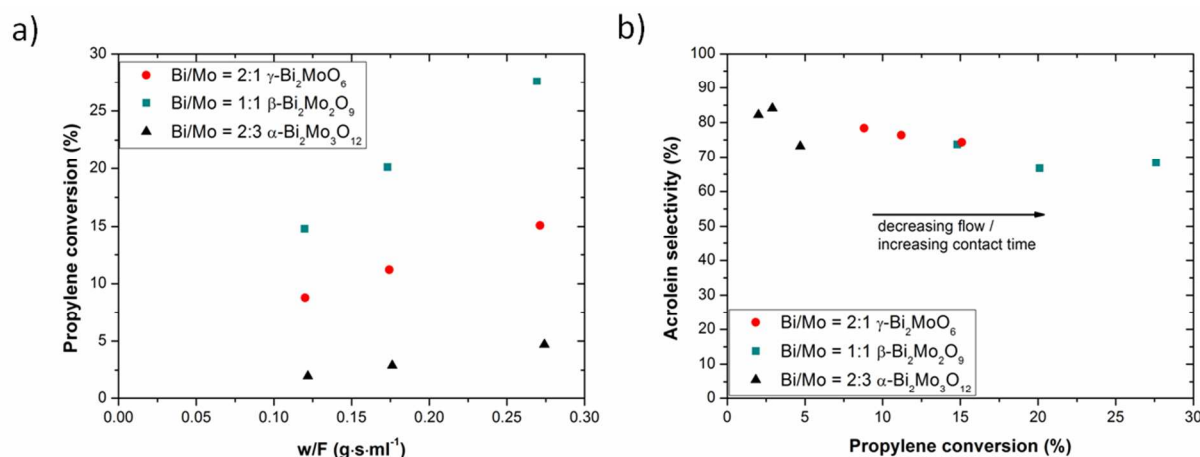 a)
30
25
20
15
10
5
0
Propylene conversion (%)
Bi/Mo = 2:1 γ-Bi₂MoO₆
Bi/Mo = 1:1 β-Bi₂Mo₂O₉
Bi/Mo = 2:3 α-Bi₂Mo₃O₁₂
0.00 0.05 0.10 0.15 0.20 0.25 0.30
w/F (g·s·ml⁻¹)
b)
100
90
80
70
60
50
40
30
20
10
0
Acrolein selectivity (%)
decreasing flow /
increasing contact time
Bi/Mo = 2:1 γ-Bi₂MoO₆
Bi/Mo = 1:1 β-Bi₂Mo₂O₉
Bi/Mo = 2:3 α-Bi₂Mo₃O₁₂
0 5 10 15 20 25 30
Propylene conversion (%)